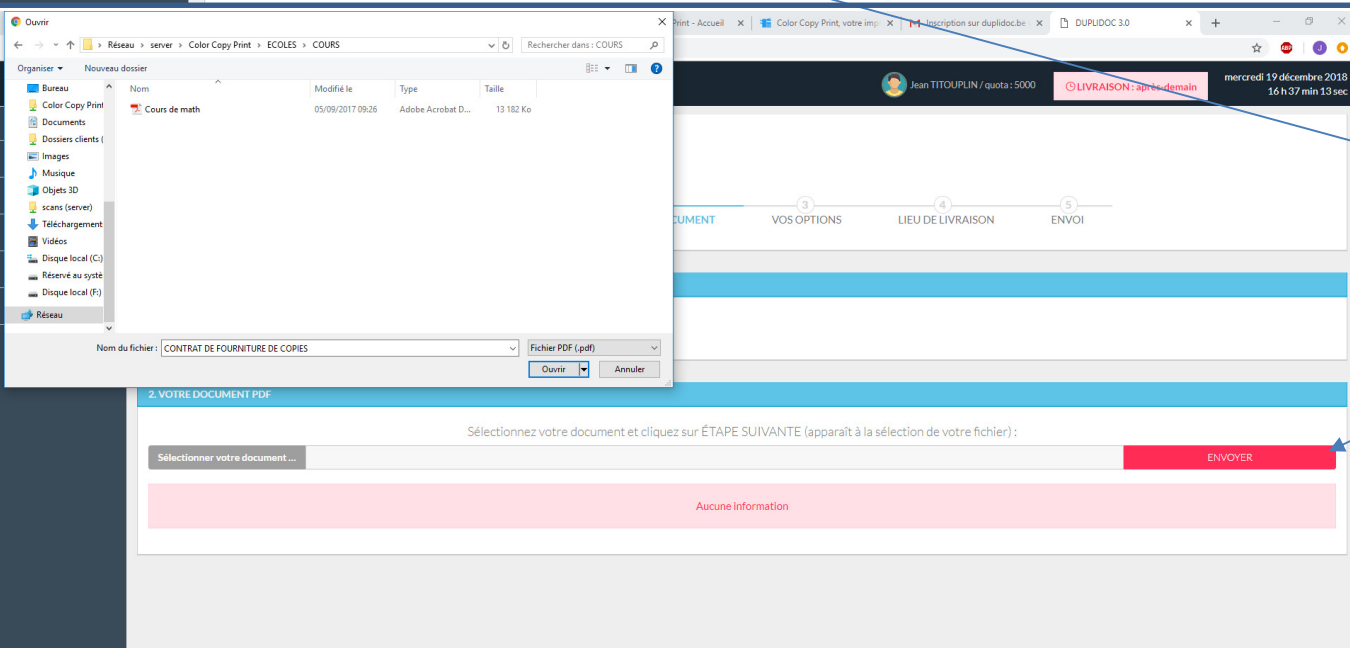 Ouvrir
Print - Accueil
Color Copy Print, votre imp
Inscription sur duplidoc.be
DUPLIDOC 3.0
Réseau > server > Color Copy Print > ECOLES > COURS
Rechercher dans : COURS
ABP
J
Organiser
Nouveau dossier
Jean TITOUPLIN / quota : 5000
LIVRAISON : après-demain
mercredi 19 décembre 2018
16 h 37 min 13 sec
Nom
Modifié le
Type
Taille
Cours de math
05/09/2017 09:26
Adobe Acrobat D...
13 182 Ko
Bureau
Color Copy Print
Documents
Dossiers clients (
Images
Musique
Objets 3D
scans (server)
Téléchargement
Vidéos
Disque local (C:)
Réservé au systè
Disque local (F:)
Réseau
CUMENT
3
VOS OPTIONS
4
LIEU DE LIVRAISON
5
ENVOI
Nom du fichier :
CONTRAT DE FOURNITURE DE COPIES
Fichier PDF (.pdf)
Ouvrir
Annuler
2. VOTRE DOCUMENT PDF
Sélectionnez votre document et cliquez sur ÉTAPE SUIVANTE (apparaît à la sélection de votre fichier) :
Sélectionner votre document ...
ENVOYER
Aucune information